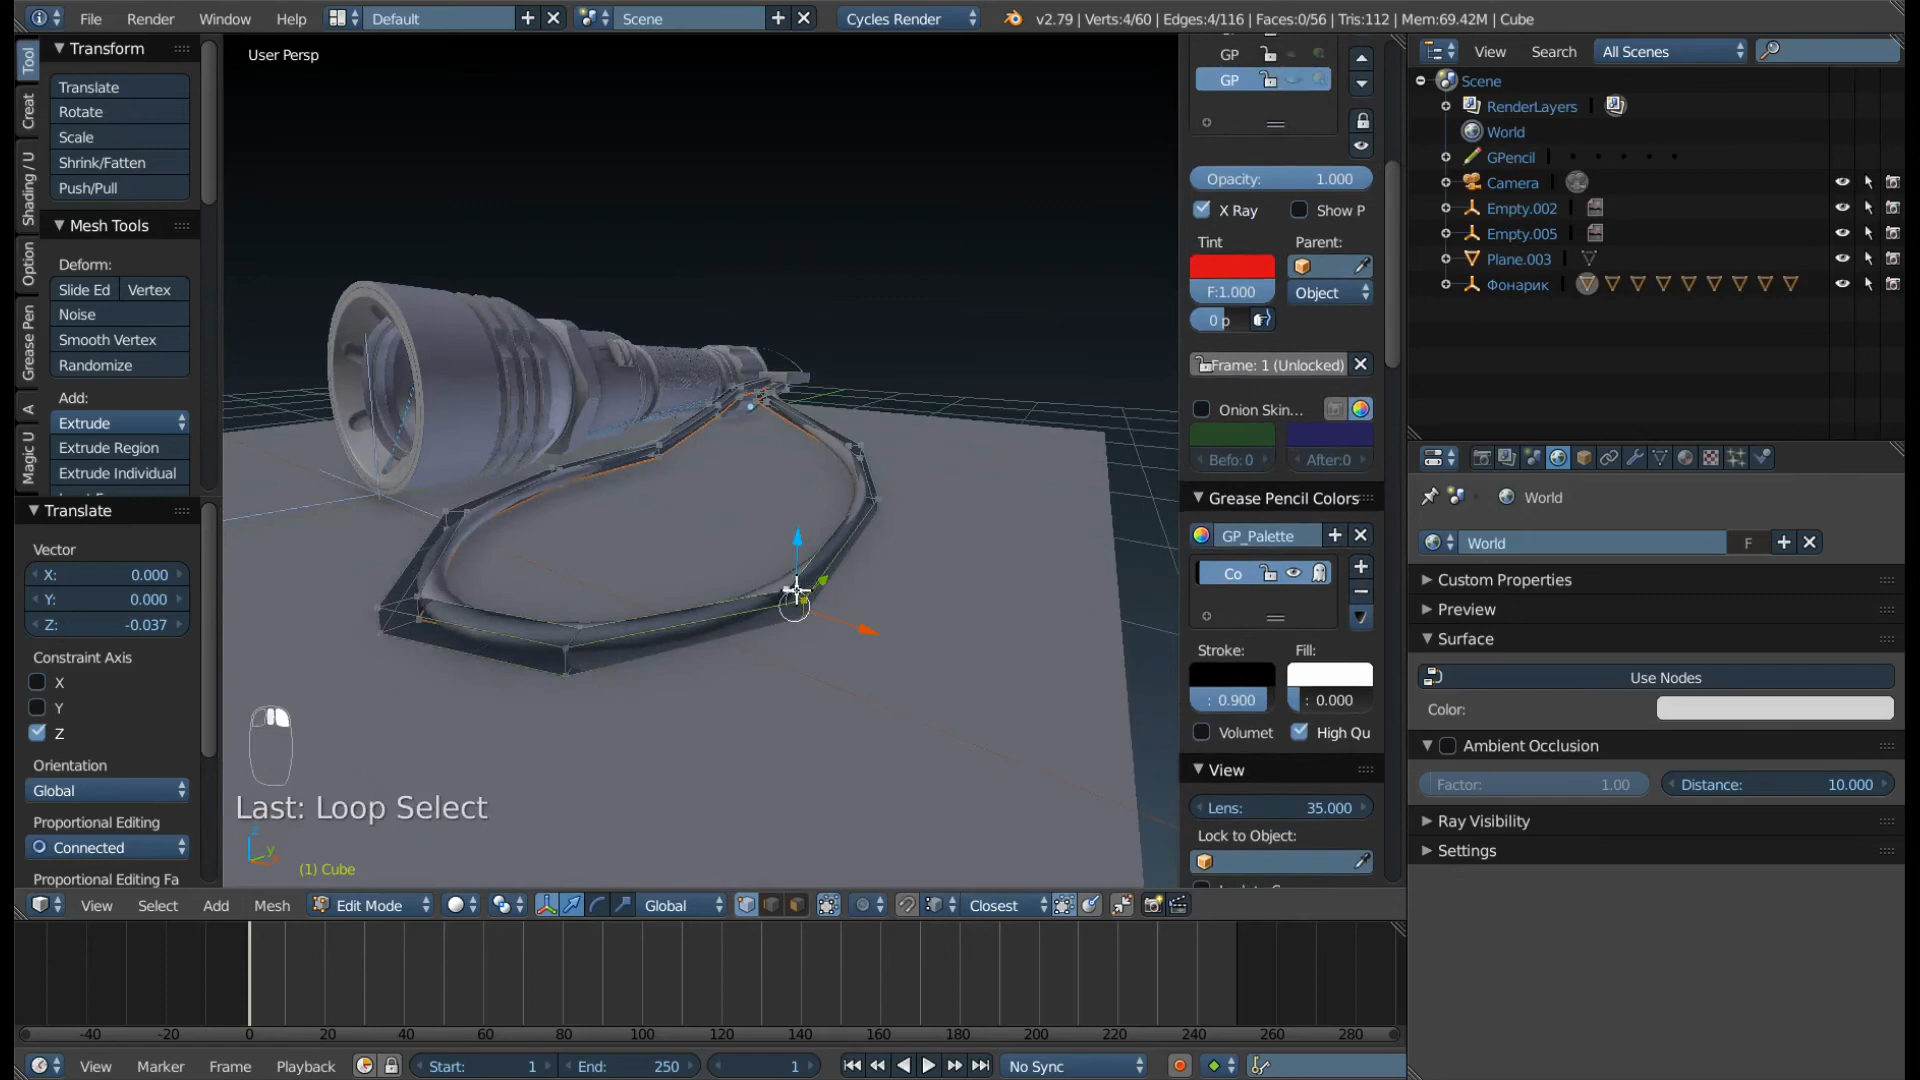 File Render Window Help Default Scene Cycles Render v2.79 | Verts:4/60 | Edges:4/116 | Faces:0/56 | Tris:112 | Mem:69.42M | Cube
Tool
Creat
Shading / U
Option
Grease Pen
A
Magic U
Transform
Translate
Rotate
Scale
Shrink/Fatten
Push/Pull
Mesh Tools
Deform:
Slide Ed Vertex
Noise
Smooth Vertex
Randomize
Add:
Extrude
Extrude Region
Extrude Individual
Translate
Vector
X: 0.000
Y: 0.000
Z: -0.037
Constraint Axis
X
Y
Z
Orientation
Global
Proportional Editing
Connected
Proportional Editing Fa
User Persp
Last: Loop Select
(1) Cube
GP
GP
Opacity: 1.000
X Ray Show P
Tint Parent:
F:1.000 Object
0 p
Frame: 1 (Unlocked)
Onion Skin...
Befo:0 After:0
Grease Pencil Colors
GP_Palette
Co
Stroke: Fill:
: 0.900 : 0.000
Volumet High Qu
View
Lens: 35.000
Lock to Object:
View Search All Scenes
Scene
RenderLayers
World
GPencil
Camera
Empty.002
Empty.005
Plane.003
Фонарик
World
World F
Custom Properties
Preview
Surface
Use Nodes
Color:
Ambient Occlusion
Factor: 1.00 Distance: 10.000
Ray Visibility
Settings
View Select Add Mesh Edit Mode Global Closest
-40 -20 0 20 40 60 80 100 120 140 160 180 200 220 240 260 280
View Marker Frame Playback Start: 1 End: 250 1 No Sync